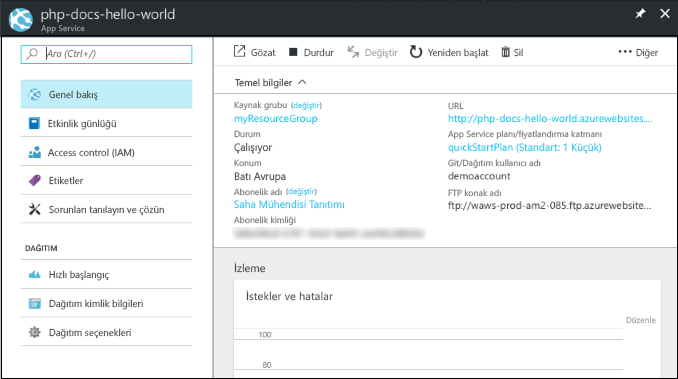 php-docs-hello-world
App Service
Ara (Ctrl+/)
Genel bakış
Etkinlik günlüğü
Access control (IAM)
Etiketler
Sorunları tanılayın ve çözün
DAĞITIM
Hızlı başlangıç
Dağıtım kimlik bilgileri
Dağıtım seçenekleri
Gözat
Durdur
Değiştir
Yeniden başlat
Sil
Diğer
Temel bilgiler
Kaynak grubu (değiştir)
myResourceGroup
Durum
Çalışıyor
Konum
Batı Avrupa
Abonelik adı (değiştir)
Saha Mühendisi Tanıtımı
Abonelik kimliği
URL
http://php-docs-hello-world.azurewebsites....
App Service planı/fiyatlandırma katmanı
quickStartPlan (Standart: 1 Küçük)
Git/Dağıtım kullanıcı adı
demoaccount
FTP konak adı
ftp://waws-prod-am2-085.ftp.azurewebsite...
İzleme
İstekler ve hatalar
Düzenle
100
80